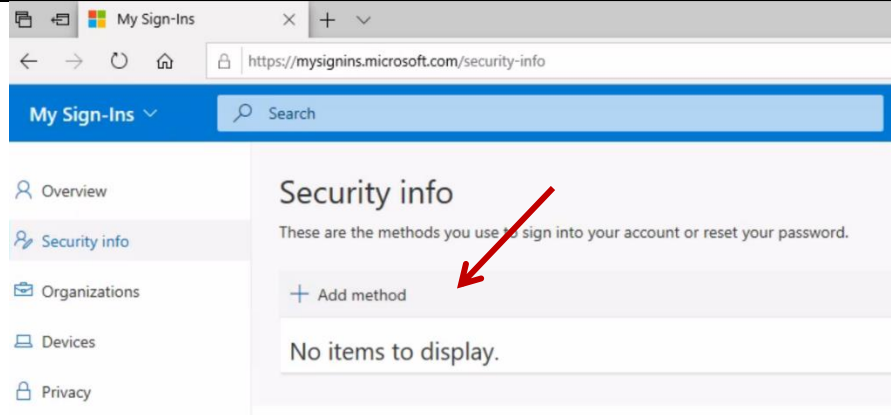 My Sign-Ins
https://mysignins.microsoft.com/security-info
My Sign-Ins
Search
Overview
Security info
Organizations
Devices
Privacy
Security info
These are the methods you use to sign into your account or reset your password.
Add method
No items to display.